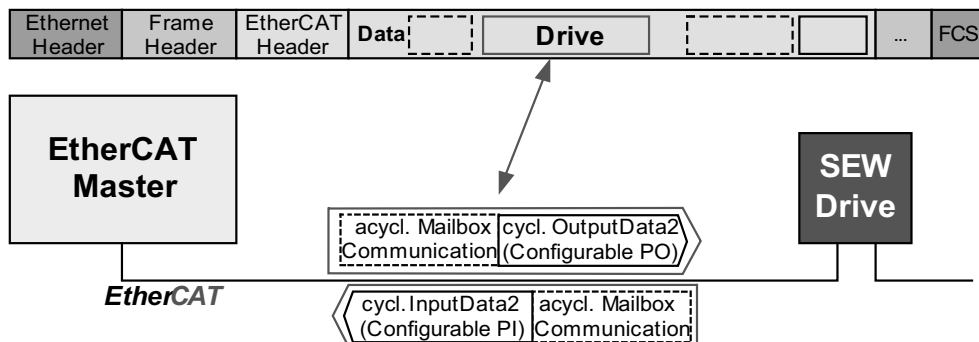 Ethernet Header
Frame Header
EtherCAT Header
Data
Drive
...
FCS
EtherCAT
Master
SEW
Drive
acycl. Mailbox
Communication
cycl. OutputData2
(Configurable PO)
EtherCAT
cycl. InputData2
(Configurable PI)
acycl. Mailbox
Communication